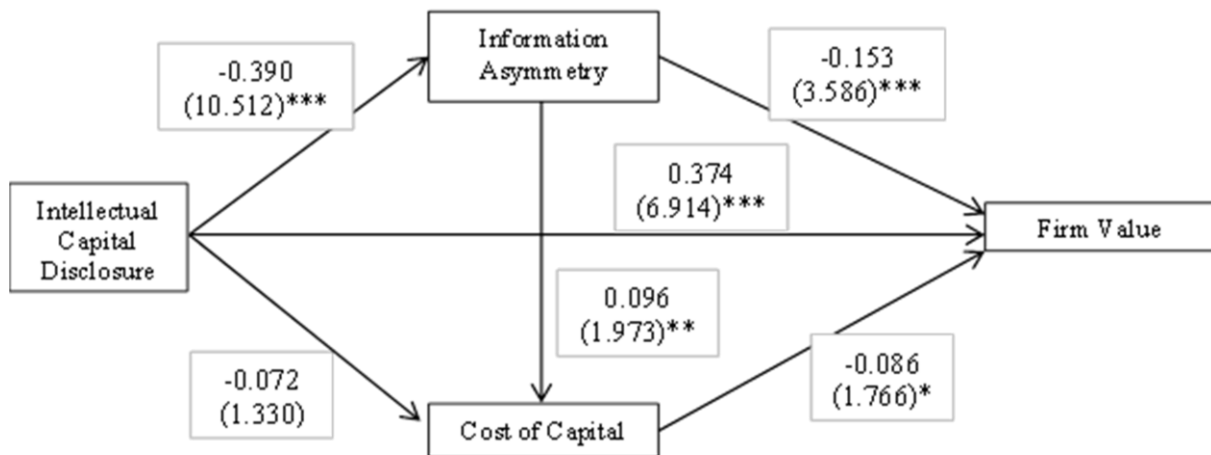 Information
Asymmetry
-0.390
(10.512)***
-0.153
(3.586)***
0.374
(6.914)***
Intellectual
Capital
Disclosure
Firm Value
0.096
(1.973)**
-0.072
(1.330)
-0.086
(1.766)*
Cost of Capital